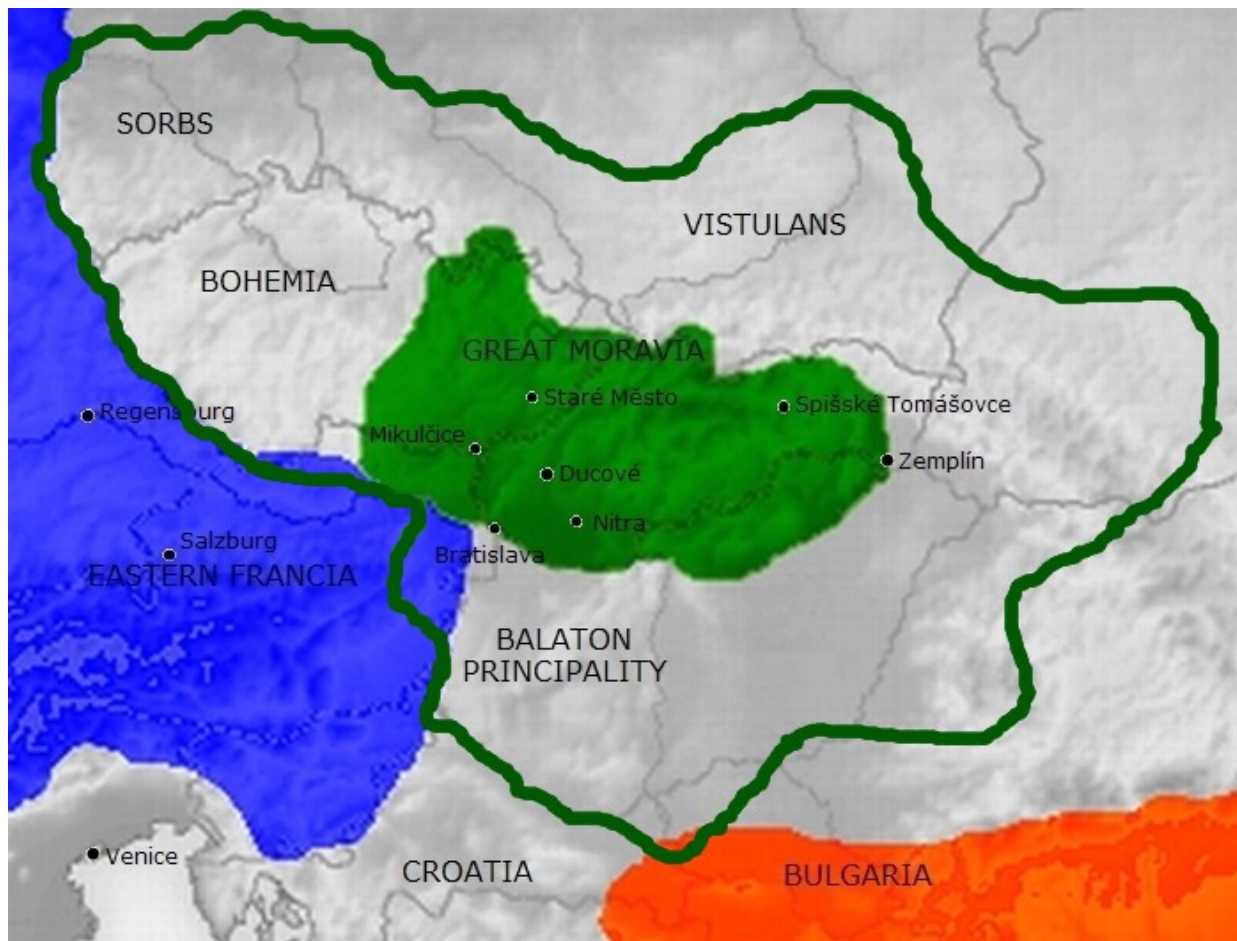 SORBS
VISTULANS
BOHEMIA
GREAT MORAVIA
Staré Město
Spišské Tomášovce
Regensburg
Mikulčice
Zemplín
Ducové
Nitra
Bratislava
Salzburg
EASTERN FRANCIA
BALATON
PRINCIPALITY
Venice
CROATIA
BULGARIA